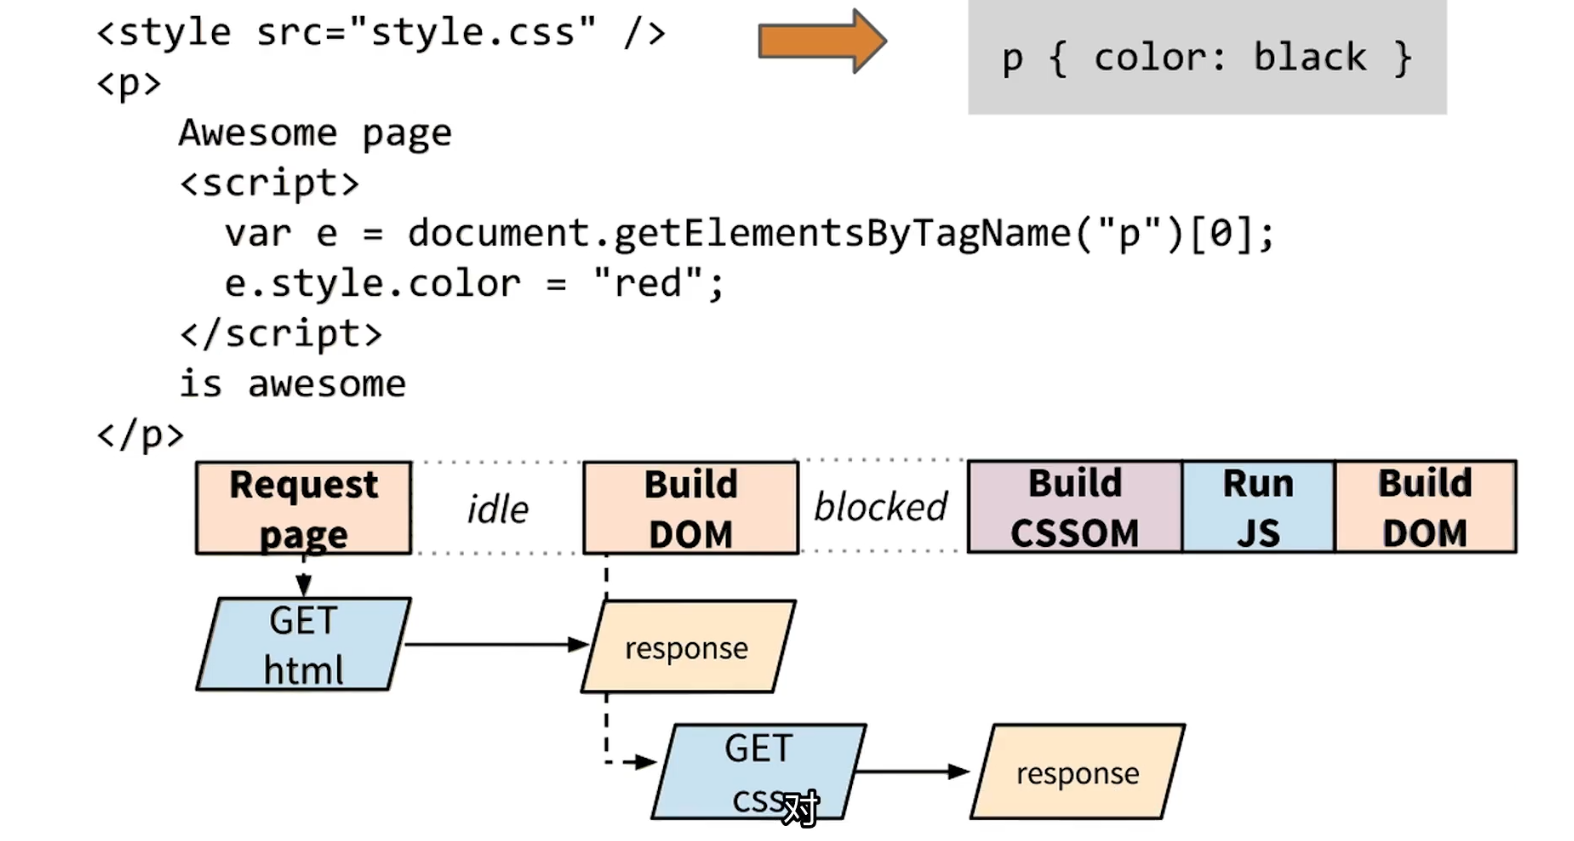 <style src="style.css" />
p { color: black }
<p>
Awesome page
<script>
var e = document.getElementsByTagName("p")[0];
e.style.color = "red";
</script>
is awesome
</p>
Request
page
idle
Build
DOM
blocked
Build
CSSOM
Run
JS
Build
DOM
GET
html
response
GET
css
response
对